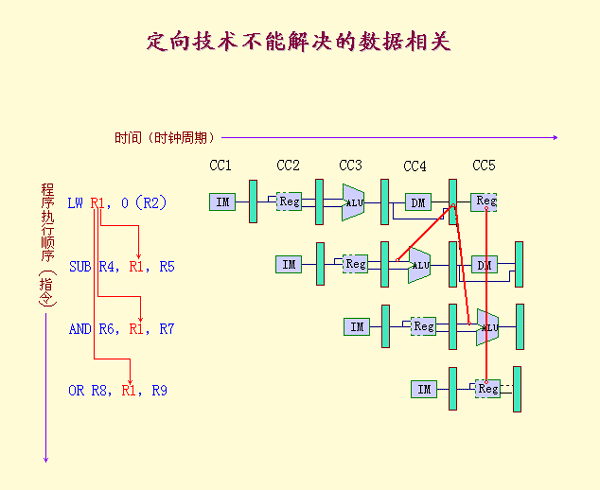 定向技术不能解决的数据相关
时间（时钟周期）
CC1 CC2 CC3 CC4 CC5
程序执行顺序（指令）
LW R1, 0 (R2)
IM Reg ALU DM Reg
SUB R4, R1, R5
IM Reg ALU DM
AND R6, R1, R7
IM Reg ALU
OR R8, R1, R9
IM Reg